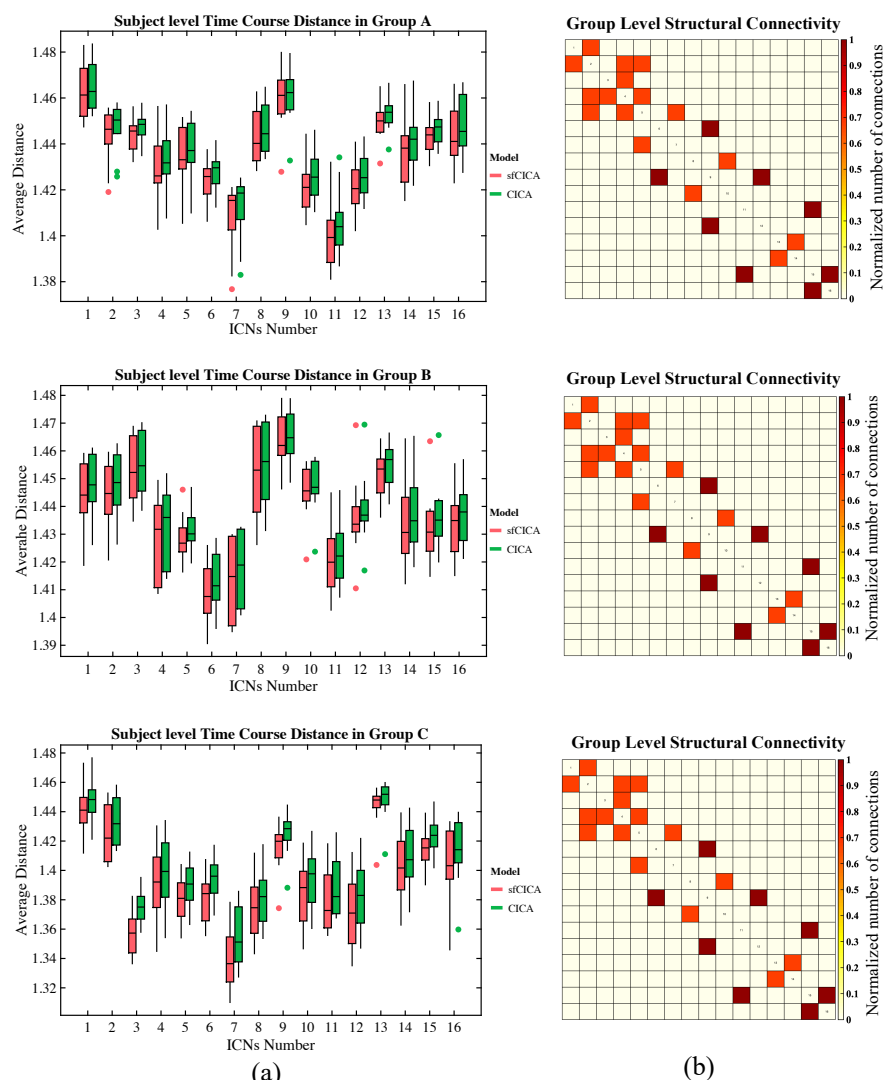 Subject level Time Course Distance in Group A
1.48
1.46
1.44
1.42
1.4
1.38
Average Distance
1 2 3 4 5 6 7 8 9 10 11 12 13 14 15 16
ICNs Number
Model
sfCICA
CICA
Group Level Structural Connectivity
1
0.9
0.8
0.7
0.6
0.5
0.4
0.3
0.2
0.1
0
Normalized number of connections
Subject level Time Course Distance in Group B
1.48
1.47
1.46
1.45
1.44
1.43
1.42
1.41
1.4
1.39
Averahe Distance
1 2 3 4 5 6 7 8 9 10 11 12 13 14 15 16
ICNs Number
Model
sfCICA
CICA
Group Level Structural Connectivity
1
0.9
0.8
0.7
0.6
0.5
0.4
0.3
0.2
0.1
0
Normalized number of connections
Subject level Time Course Distance in Group C
1.48
1.44
1.4
1.38
1.36
1.32
Average Distance
1 2 3 4 5 6 7 8 9 10 11 12 13 14 15 16
ICNs Number
Model
sfCICA
CICA
Group Level Structural Connectivity
1
0.9
0.8
0.7
0.6
0.5
0.4
0.3
0.2
0.1
0
Normalized number of connections
(a)
(b)